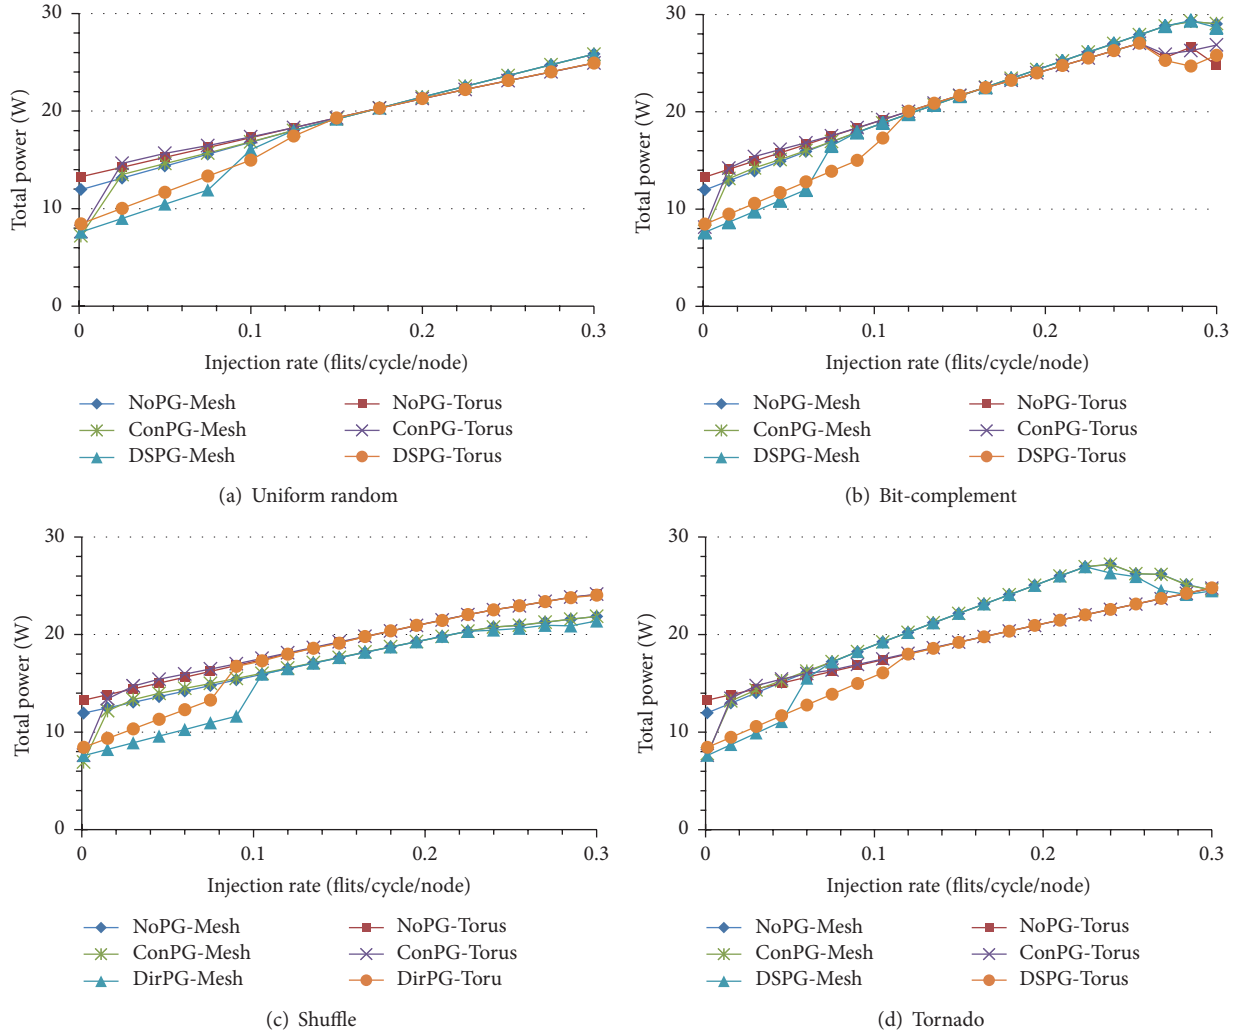 30
20
10
0
Total power (W)
0 0.1 0.2 0.3
Injection rate (flits/cycle/node)
NoPG-Mesh NoPG-Torus
ConPG-Mesh ConPG-Torus
DSPG-Mesh DSPG-Torus
(a) Uniform random
30
20
10
0
Total power (W)
0 0.1 0.2 0.3
Injection rate (flits/cycle/node)
NoPG-Mesh NoPG-Torus
ConPG-Mesh ConPG-Torus
DSPG-Mesh DSPG-Torus
(b) Bit-complement
30
20
10
0
Total power (W)
0 0.1 0.2 0.3
Injection rate (flits/cycle/node)
NoPG-Mesh NoPG-Torus
ConPG-Mesh ConPG-Torus
DirPG-Mesh DirPG-Toru
(c) Shuffle
30
20
10
0
Total power (W)
0 0.1 0.2 0.3
Injection rate (flits/cycle/node)
NoPG-Mesh NoPG-Torus
ConPG-Mesh ConPG-Torus
DSPG-Mesh DSPG-Torus
(d) Tornado